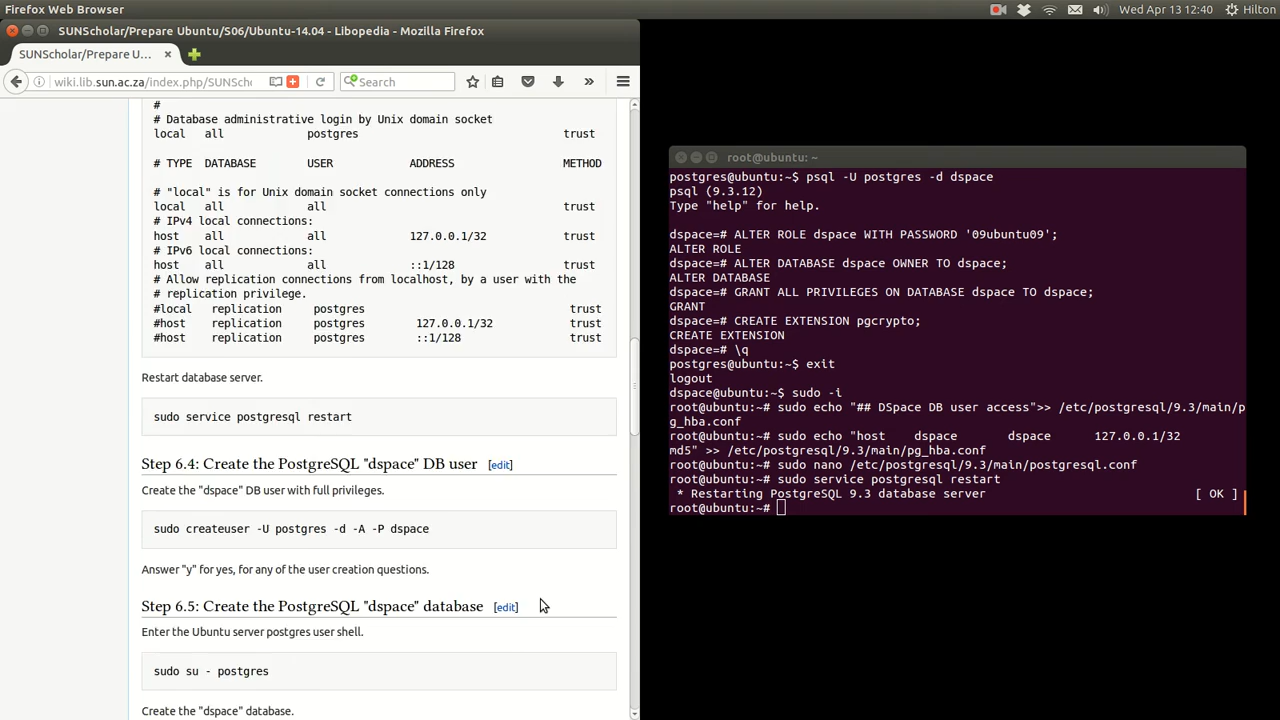 Firefox Web Browser
Wed Apr 13 12:40 Hilton
SUNScholar/Prepare Ubuntu/S06/Ubuntu-14.04 - Libopedia - Mozilla Firefox
SUNScholar/Prepare U... ×
wiki.lib.sun.ac.za/index.php/SUNSch Search »
#
# Database administrative login by Unix domain socket
local all postgres trust
# TYPE DATABASE USER ADDRESS METHOD
# "local" is for Unix domain socket connections only
local all all trust
# IPv4 local connections:
host all all 127.0.0.1/32 trust
# IPv6 local connections:
host all all ::1/128 trust
# Allow replication connections from localhost, by a user with the
# replication privilege.
#local replication postgres trust
#host replication postgres 127.0.0.1/32 trust
#host replication postgres ::1/128 trust
Restart database server.
sudo service postgresql restart
Step 6.4: Create the PostgreSQL "dspace" DB user [edit]
Create the "dspace" DB user with full privileges.
sudo createuser -U postgres -d -A -P dspace
Answer "y" for yes, for any of the user creation questions.
Step 6.5: Create the PostgreSQL "dspace" database [edit]
Enter the Ubuntu server postgres user shell.
sudo su - postgres
Create the "dspace" database.
root@ubuntu: ~
postgres@ubuntu:~$ psql -U postgres -d dspace
psql (9.3.12)
Type "help" for help.
dspace=# ALTER ROLE dspace WITH PASSWORD '09ubuntu09';
ALTER ROLE
dspace=# ALTER DATABASE dspace OWNER TO dspace;
ALTER DATABASE
dspace=# GRANT ALL PRIVILEGES ON DATABASE dspace TO dspace;
GRANT
dspace=# CREATE EXTENSION pgcrypto;
CREATE EXTENSION
dspace=# \q
postgres@ubuntu:~$ exit
logout
dspace@ubuntu:~$ sudo -i
root@ubuntu:~# sudo echo "## DSpace DB user access">> /etc/postgresql/9.3/main/p
g_hba.conf
root@ubuntu:~# sudo echo "host dspace dspace 127.0.0.1/32
md5" >> /etc/postgresql/9.3/main/pg_hba.conf
root@ubuntu:~# sudo nano /etc/postgresql/9.3/main/postgresql.conf
root@ubuntu:~# sudo service postgresql restart
* Restarting PostgreSQL 9.3 database server [ OK ]
root@ubuntu:~#